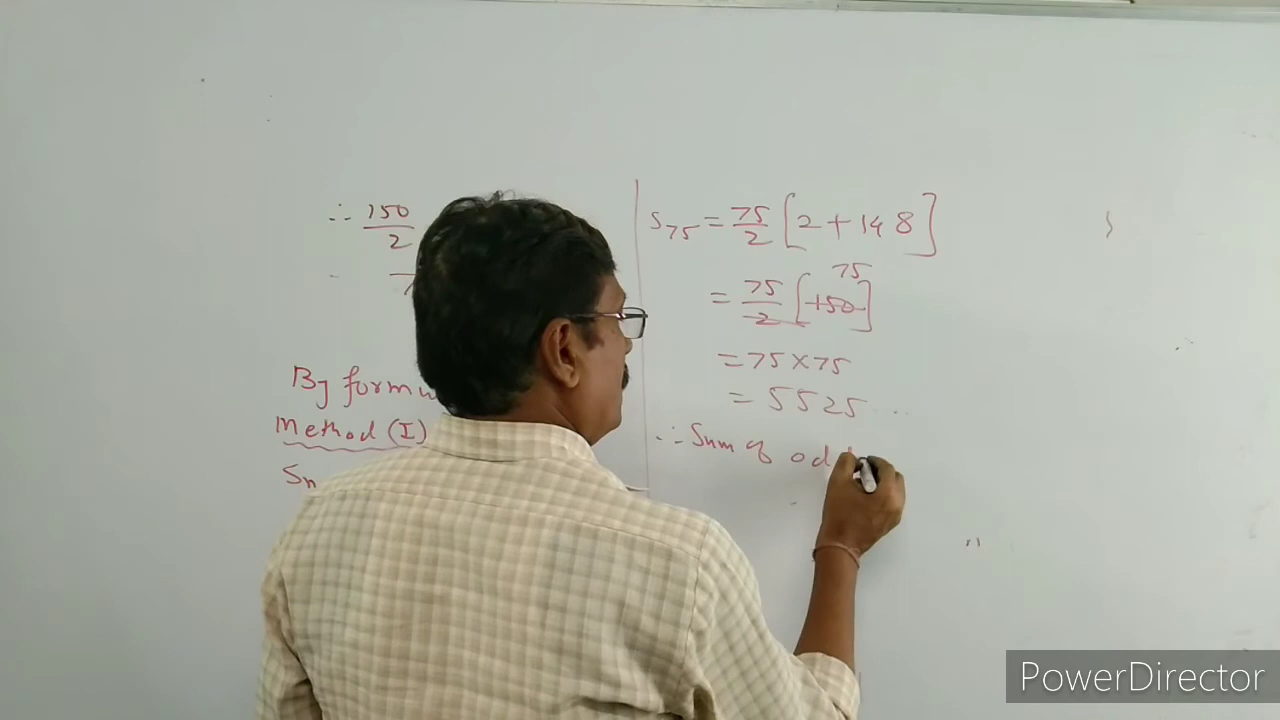 ∴ 150/2
By formu
Method (I)
Sn
S75 = 75/2 [2 + 148]
= 75/2 [150] 75
= 75 × 75
= 5525
∴ Sum of od
PowerDirector